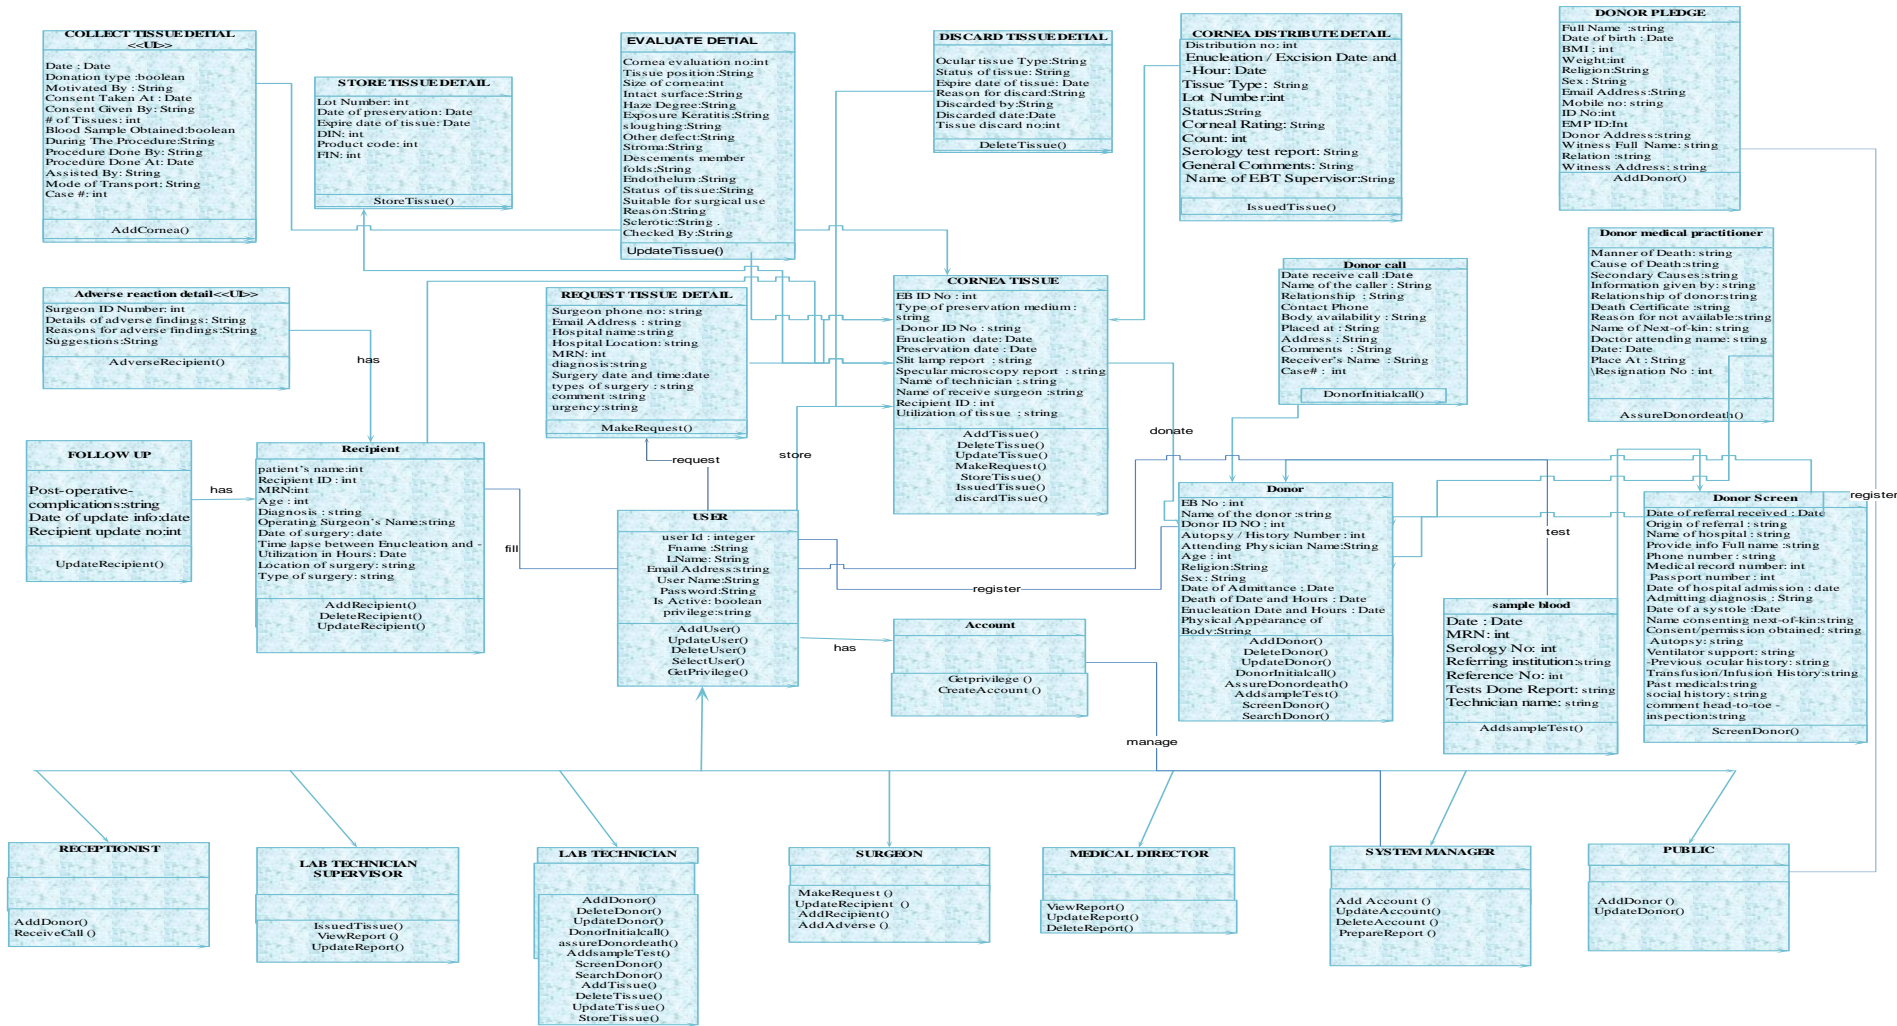 COLLECT TISSUE DETIAL
<<UI>>
Date : Date
Donation type :boolean
Motivated By : String
Consent Taken At : Date
Consent Given By: String
# of Tissues: int
Blood Sample Obtained:boolean
During The Procedure:String
Procedure Done By: String
Procedure Done At: Date
Assisted By: String
Mode of Transport: String
Case #: int
AddCornea()
STORE TISSUE DETAIL
Lot Number: int
Date of preservation: Date
Expire date of tissue: Date
DIN: int
Product code: int
FIN: int
StoreTissue()
EVALUATE DETIAL
Cornea evaluation no:int
Tissue position:String
Size of cornea:int
Intact surface:String
Haze Degree:String
Exposure Keratitis:String
sloughing:String
Other defect:String
Stroma:String
Descements member
folds:String
Endothelum :String
Status of tissue:String
Suitable for surgical use
Reason:String
Sclerotic:String .
Checked By:String
UpdateTissue()
DISCARD TISSUE DETIAL
Ocular tissue Type:String
Status of tissue: String
Expire date of tissue: Date
Reason for discard:String
Discarded by:String
Discarded date:Date
Tissue discard no:int
DeleteTissue()
CORNEA DISTRIBUTE DETAIL
Distribution no: int
Enucleation / Excision Date and
-Hour: Date
Tissue Type: String
Lot Number:int
Status:String
Corneal Rating: String
Count: int
Serology test report: String
General Comments: String
Name of EBT Supervisor:String
IssuedTissue()
DONOR PLEDGE
Full Name :string
Date of birth : Date
BMI : int
Weight:int
Religion:String
Sex : String
Email Address:String
Mobile no: string
ID No:int
EMP ID:Int
Donor Address:string
Witness Full Name: String
Relation :string
Witness Address: string
AddDonor()
Donor medical practitioner
Manner of Death: string
Cause of Death:string
Secondary Causes:string
Information given by: string
Relationship of donor:string
Death Certificate :string
Reason for not available:string
Name of Next-of-kin: string
Doctor attending name: string
Date: Date
Place At : String
\Resignation No : int
AssureDonordeath()
Donor call
Date receive call :Date
Name of the caller : String
Relationship : String
Contact Phone
Body availability : String
Placed at : String
Address : String
Comments : String
Receiver's Name : String
Case# : int
DonorInitialcall()
CORNEA TISSUE
EB ID No : int
Type of preservation medium :
string
-Donor ID No : string
Enucleation date: Date
Preservation date : Date
Slit lamp report : string
Specular microscopy report : string
Name of technician : string
Name of receive surgeon :string
Recipient ID : int
Utilization of tissue : string
AddTissue()
DeleteTissue()
UpdateTissue()
MakeRequest()
StoreTissue()
IssuedTissue()
discardTissue()
REQUEST TISSUE DETAIL
Surgeon phone no: string
Email Address : string
Hospital name:string
Hospital Location: string
MRN: int
diagnosis:string
Surgery date and time:date
types of surgery : string
comment :string
urgency:string
MakeRequest()
Adverse reaction detail<<UI>>
Surgeon ID Number: int
Details of adverse findings: String
Reasons for adverse findings:String
Suggestions:String
AdverseRecipient()
has
FOLLOW UP
Post-operative-
complications:string
Date of update info:date
Recipient update no:int
UpdateRecipient()
has
Recipient
patient's name:int
Recipient ID : int
MRN:int
Age : int
Diagnosis : string
Operating Surgeon's Name:string
Date of surgery: date
Time lapse between Enucleation and -
Utilization in Hours: Date
Location of surgery: string
Type of surgery: string
AddRecipient()
DeleteRecipient()
UpdateRecipient()
fill
request
store
donate
USER
user Id : integer
Fname :String
LName: String
Email Address:string
User Name:String
Password:String
Is Active: boolean
privilege:string
AddUser()
UpdateUser()
DeleteUser()
SelectUser()
GetPrivilege()
has
register
Account
Getprivilege ()
CreateAccount ()
manage
Donor
EB No : int
Name of the donor :string
Donor ID NO : int
Autopsy / History Number : int
Attending Physician Name:String
Age : int
Religion:String
Sex : String
Date of Admittance : Date
Death of Date and Hours : Date
Enucleation Date and Hours : Date
Physical Appearance of
Body:String
AddDonor()
DeleteDonor()
UpdateDonor()
DonorInitialcall()
AssureDonordeath()
AddsampleTest()
ScreenDonor()
SearchDonor()
test
sample blood
Date : Date
MRN: int
Serology No: int
Referring institution:string
Reference No: int
Tests Done Report: string
Technician name: string
AddsampleTest()
Donor Screen
Date of referral received : Date
Origin of referral : string
Name of hospital : string
Provide info Full name :string
Phone number : string
Medical record number: int
Passport number : int
Date of hospital admission : date
Admitting diagnosis : String
Date of a systole :Date
Name consenting next-of-kin:string
Consent/permission obtained: string
Autopsy: string
Ventilator support: string
-Previous ocular history: string
Transfusion/Infusion History:string
Past medical:string
social history: string
comment head-to-toe -
inspection:string
ScreenDonor()
register
RECEPTIONIST
AddDonor()
ReceiveCall ()
LAB TECHNICIAN
SUPERVISOR
IssuedTissue()
ViewReport ()
UpdateReport()
LAB TECHNICIAN
AddDonor()
DeleteDonor()
UpdateDonor()
DonorInitialcall()
assureDonordeath()
AddsampleTest()
ScreenDonor()
SearchDonor()
AddTissue()
DeleteTissue()
UpdateTissue()
StoreTissue()
SURGEON
MakeRequest ()
UpdateRecipient ()
AddRecipient()
AddAdverse ()
MEDICAL DIRECTOR
ViewReport()
UpdateReport()
DeleteReport()
SYSTEM MANAGER
Add Account ()
UpdateAccount()
DeleteAccount ()
PrepareReport ()
PUBLIC
AddDonor ()
UpdateDonor()